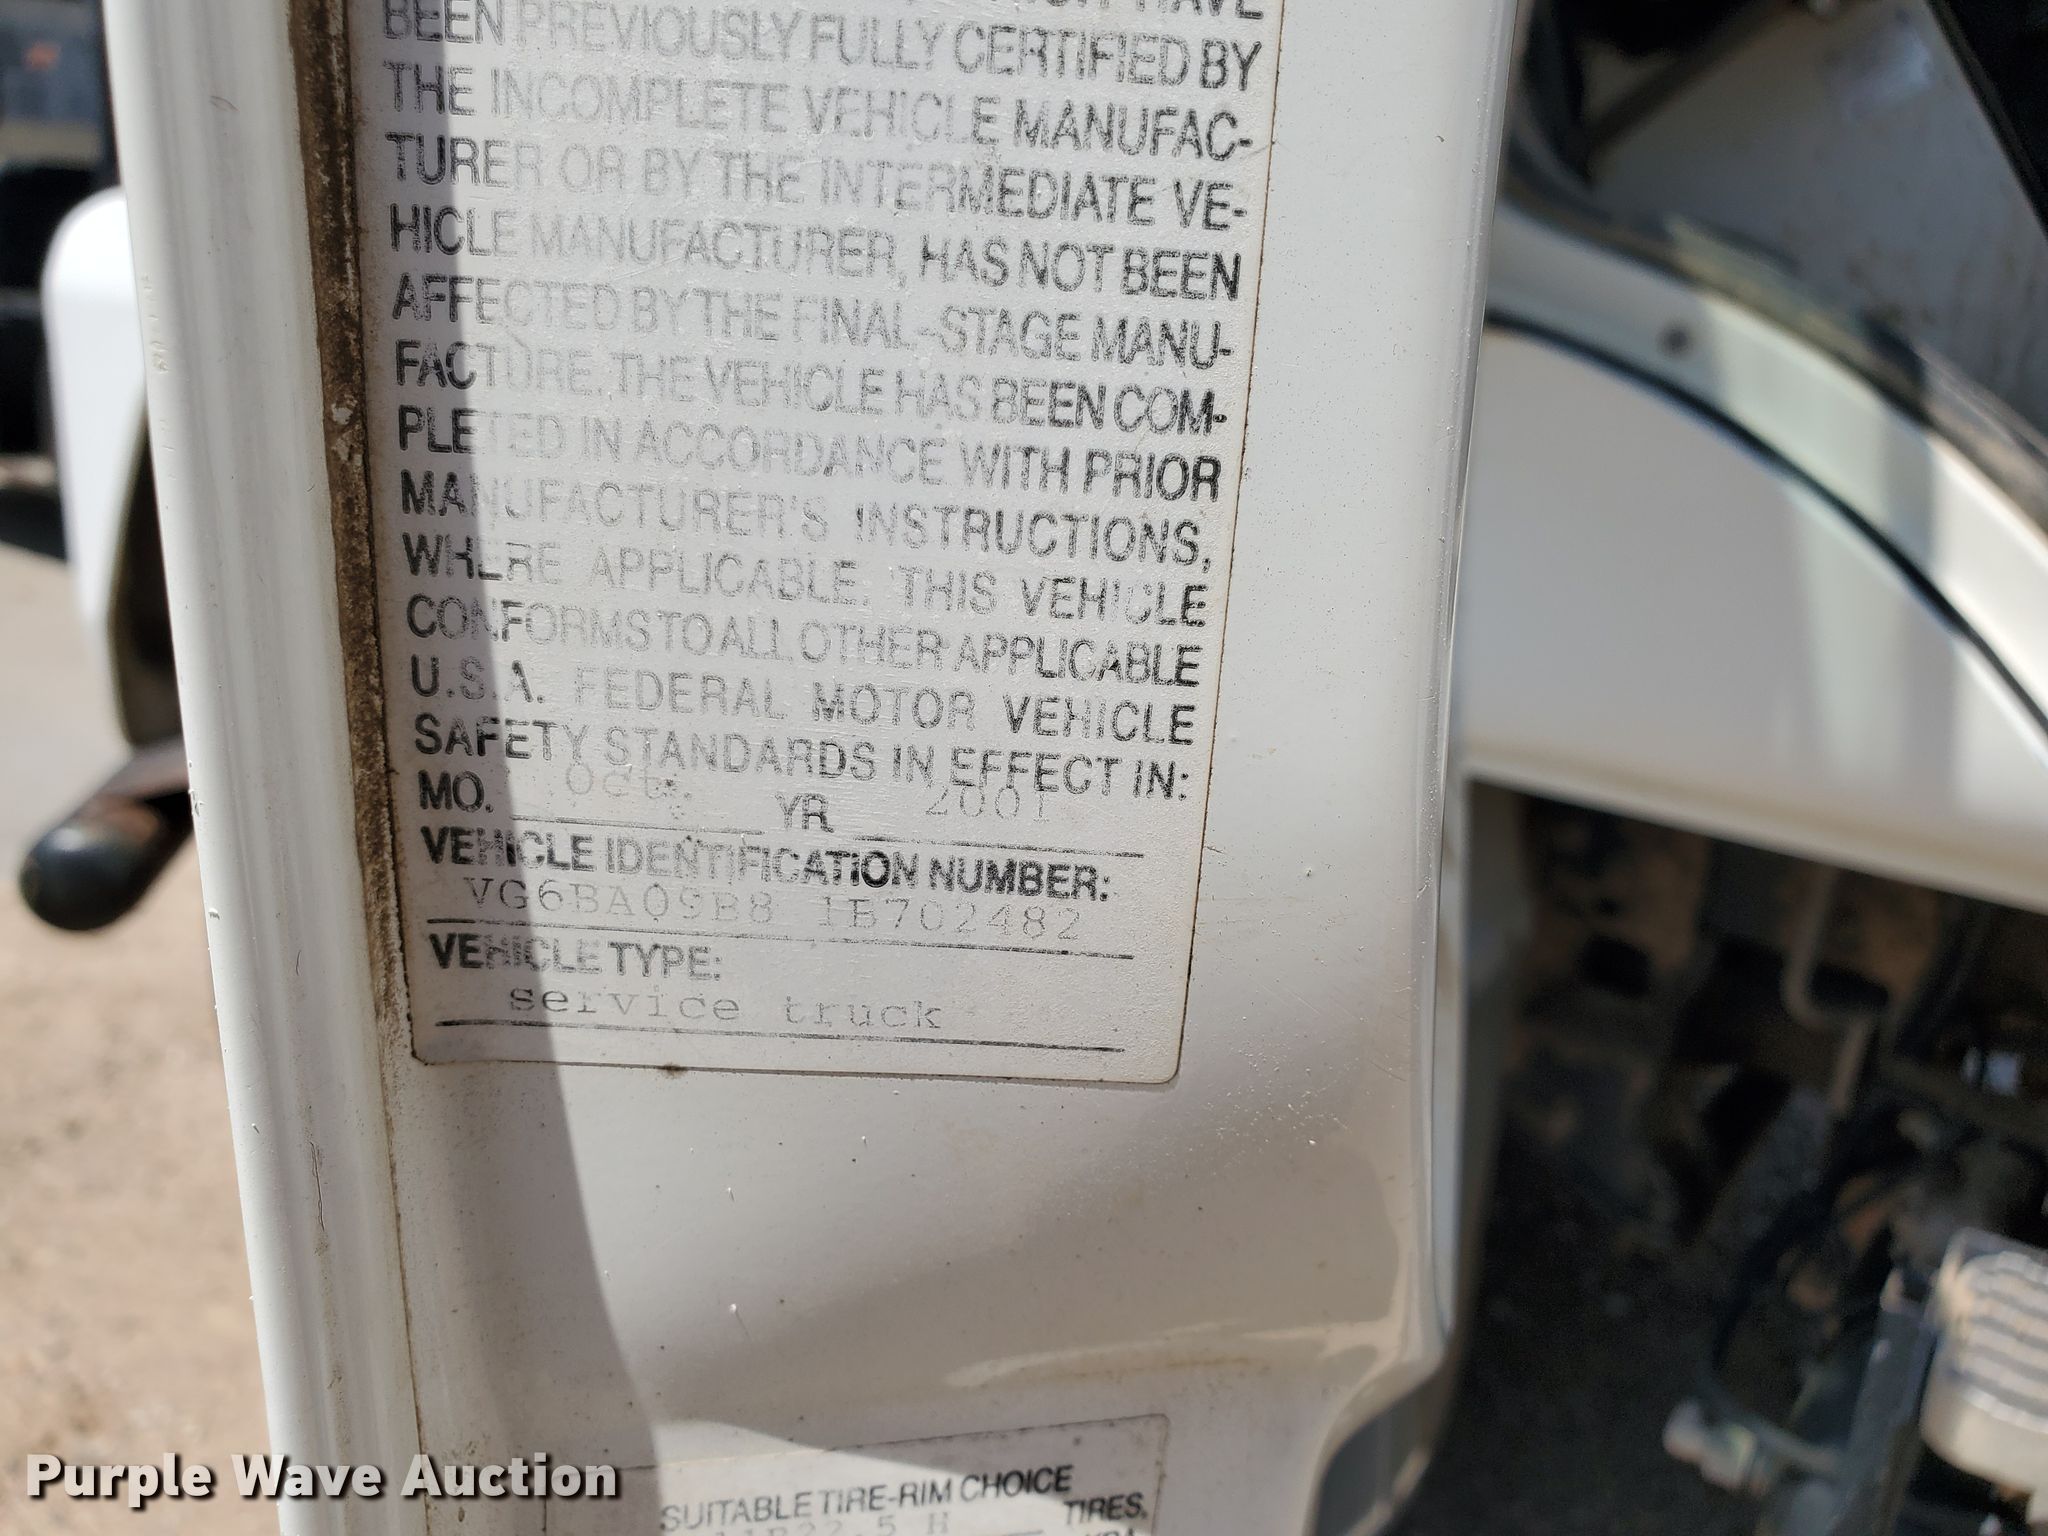 HAVE
BEEN PREVIOUSLY FULLY CERTIFIED BY
THE INCOMPLETE VEHICLE MANUFAC-
TURER OR BY THE INTERMEDIATE VE-
HICLE MANUFACTURER, HAS NOT BEEN
AFFECTED BY THE FINAL-STAGE MANU-
FACTURE. THE VEHICLE HAS BEEN COM-
PLETED IN ACCORDANCE WITH PRIOR
MANUFACTURER'S INSTRUCTIONS,
WHERE APPLICABLE. THIS VEHICLE
CONFORMS TO ALL OTHER APPLICABLE
U.S.A. FEDERAL MOTOR VEHICLE
SAFETY STANDARDS IN EFFECT IN:
MO. Oct. YR 2001
VEHICLE IDENTIFICATION NUMBER:
VG6BA09B8 1B702482
VEHICLE TYPE:
service truck
SUITABLE TIRE-RIM CHOICE
11R22.5 H TIRES,
Purple Wave Auction